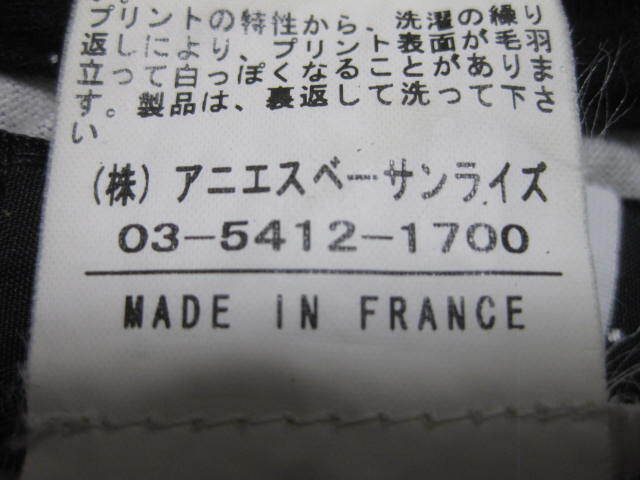 プリントの特性から、洗濯の繰り
返しにより、プリント表面が毛羽
立って白っぽくなることがありま
す。製品は、裏返して洗って下さ
い
(株) アニエスベーサンライズ
03-5412-1700
MADE IN FRANCE